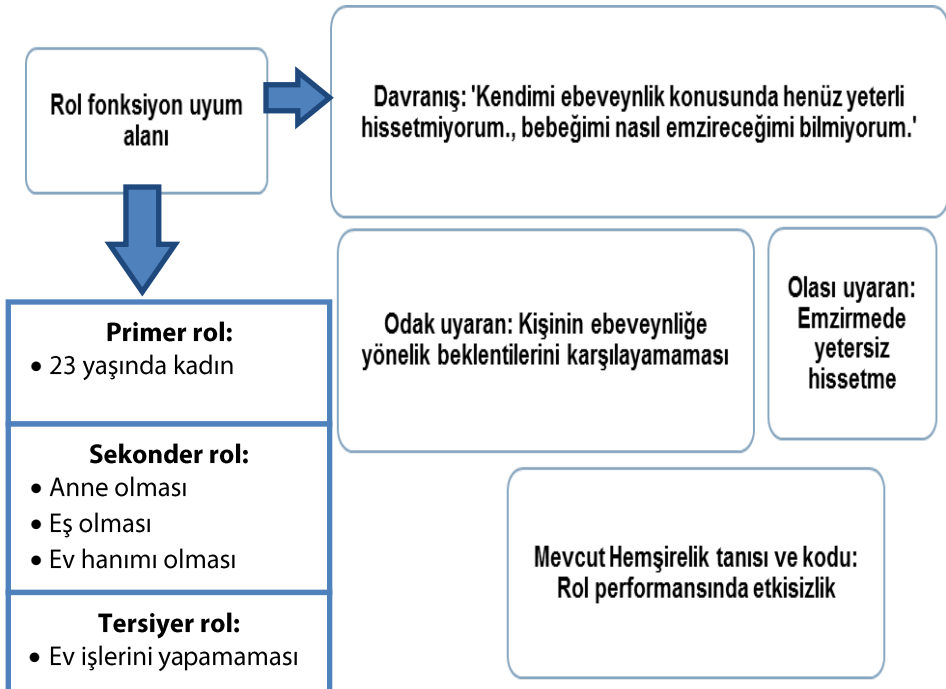 Rol fonksiyon uyum
alanı
Davranış: 'Kendimi ebeveynlik konusunda henüz yeterli
hissetmiyorum., bebeğimi nasıl emzireceğimi bilmiyorum.'
Odak uyaran: Kişinin ebeveynliğe
yönelik beklentilerini karşılayamaması
Olası uyaran:
Emzirmede
yetersiz
hissetme
Primer rol:
• 23 yaşında kadın
Sekonder rol:
• Anne olması
• Eş olması
• Ev hanımı olması
Tersiyer rol:
• Ev işlerini yapamaması
Mevcut Hemşirelik tanısı ve kodu:
Rol performansında etkisizlik